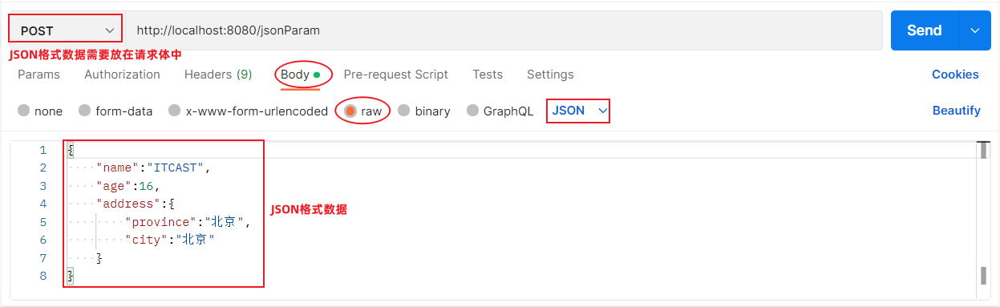 POST http://localhost:8080/jsonParam Send
JSON格式数据需要放在请求体中
Params Authorization Headers (9) Body Pre-request Script Tests Settings Cookies
none form-data x-www-form-urlencoded raw binary GraphQL JSON Beautify
1 {
2 "name":"ITCAST",
3 "age":16,
4 "address":{
JSON格式数据
5 "province":"北京",
6 "city":"北京"
7 }
8 }